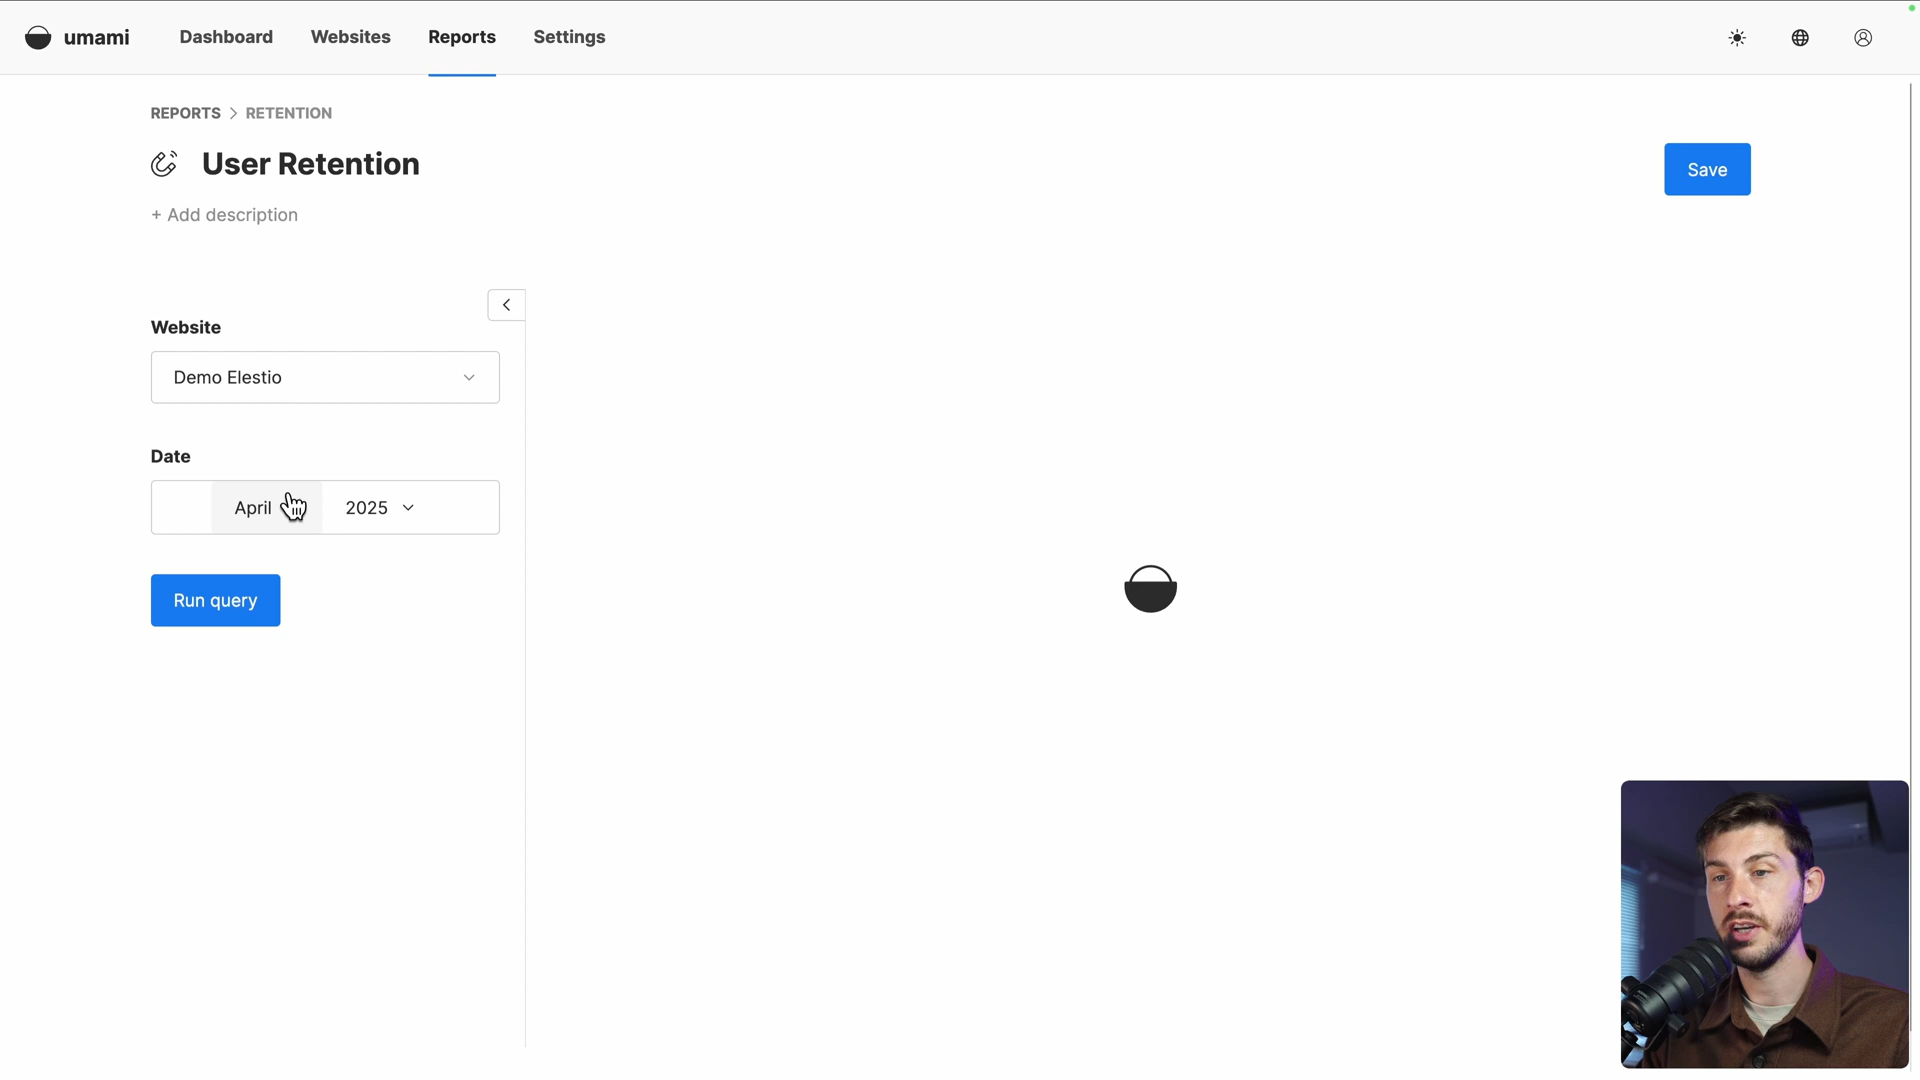 umami Dashboard Websites Reports Settings
REPORTS > RETENTION
User Retention
Save
+ Add description
Website
Demo Elestio
Date
April 2025
Run query